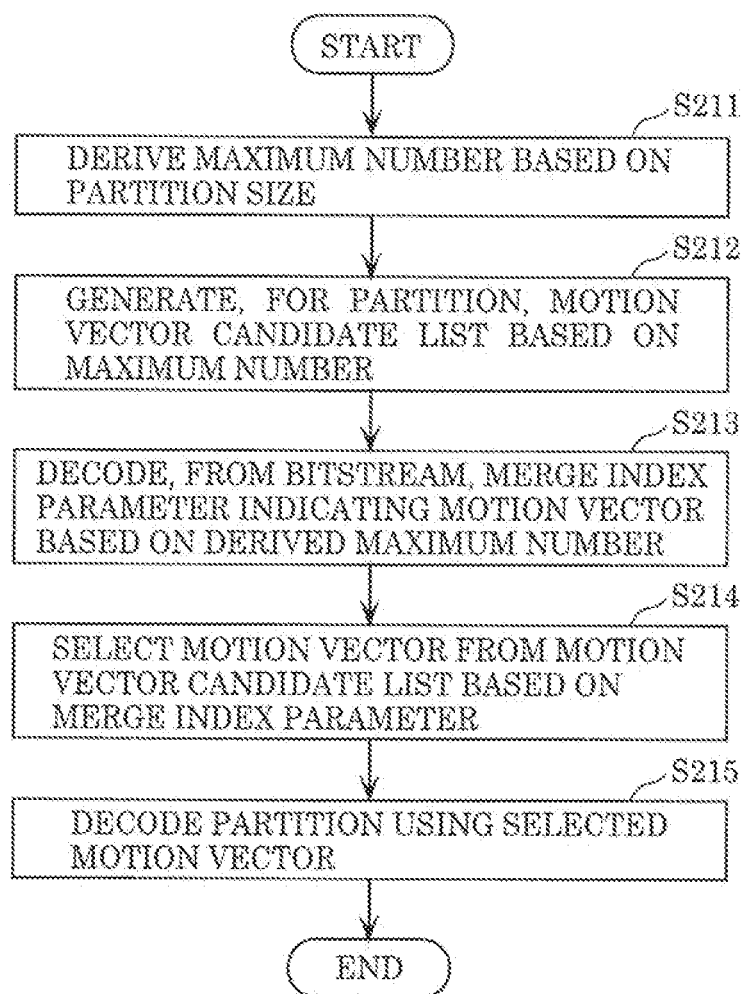 START
S211
DERIVE MAXIMUM NUMBER BASED ON
PARTITION SIZE
S212
GENERATE, FOR PARTITION, MOTION
VECTOR CANDIDATE LIST BASED ON
MAXIMUM NUMBER
S213
DECODE, FROM BITSTREAM, MERGE INDEX
PARAMETER INDICATING MOTION VECTOR
BASED ON DERIVED MAXIMUM NUMBER
S214
SELECT MOTION VECTOR FROM MOTION
VECTOR CANDIDATE LIST BASED ON
MERGE INDEX PARAMETER
S215
DECODE PARTITION USING SELECTED
MOTION VECTOR
END